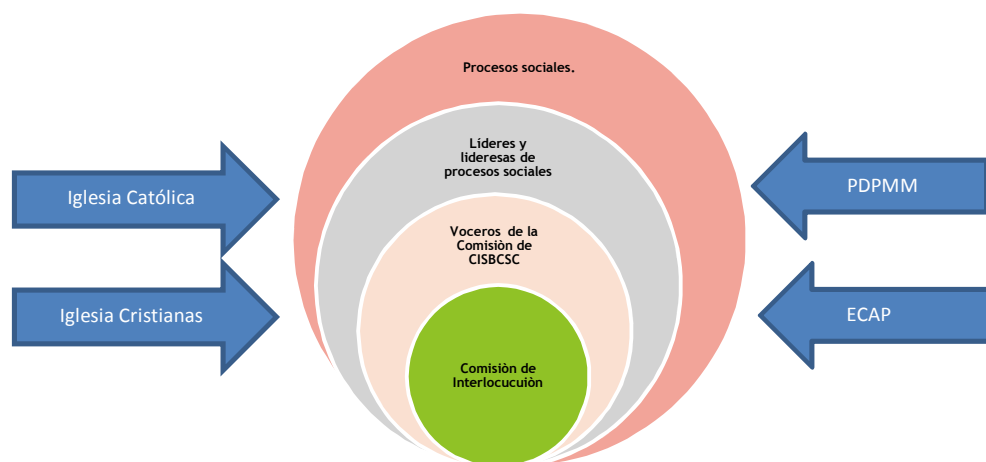 Procesos sociales.
Líderes y
lideresas de
procesos sociales
Iglesia Católica
PDPMM
Voceros de la
Comisiòn de
CISBCSC
Iglesia Cristianas
ECAP
Comisiòn de
Interlocucuiòn